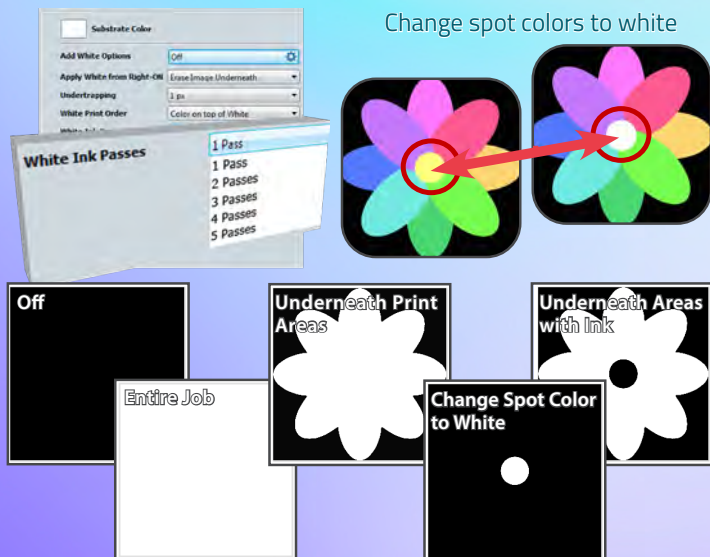 Change spot colors to white
Substrate Color
Add White Options
Off
Apply White from Right-ON
Erase Image Underneath
Undertrapping
1 px
White Print Order
Color on top of White
White Ink Passes
1 Pass
1 Pass
2 Passes
3 Passes
4 Passes
5 Passes
Off
Underneath Print
Areas
Underneath Areas
with Ink
Entire Job
Change Spot Color
to White